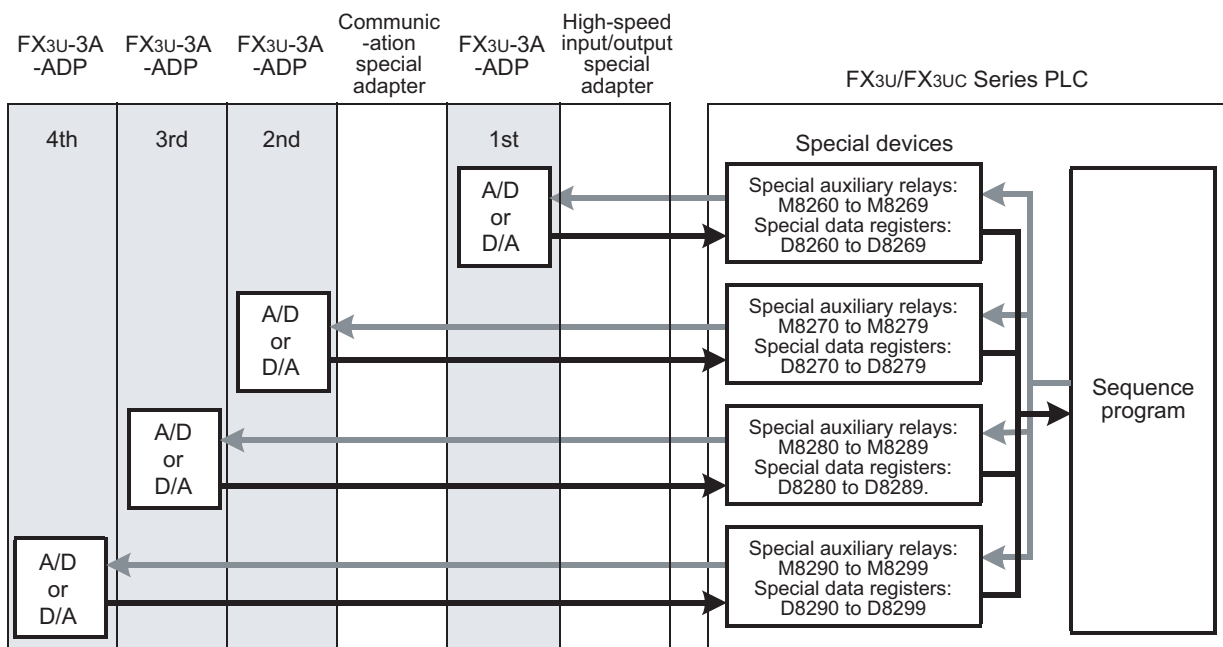 FX3U-3A
-ADP
FX3U-3A
-ADP
FX3U-3A
-ADP
Communic
-ation
special
adapter
FX3U-3A
-ADP
High-speed
input/output
special
adapter
FX3U/FX3UC Series PLC
4th
3rd
2nd
1st
Special devices
A/D
or
D/A
Special auxiliary relays:
M8260 to M8269
Special data registers:
D8260 to D8269
A/D
or
D/A
Special auxiliary relays:
M8270 to M8279
Special data registers:
D8270 to D8279
Sequence
program
A/D
or
D/A
Special auxiliary relays:
M8280 to M8289
Special data registers:
D8280 to D8289.
A/D
or
D/A
Special auxiliary relays:
M8290 to M8299
Special data registers:
D8290 to D8299